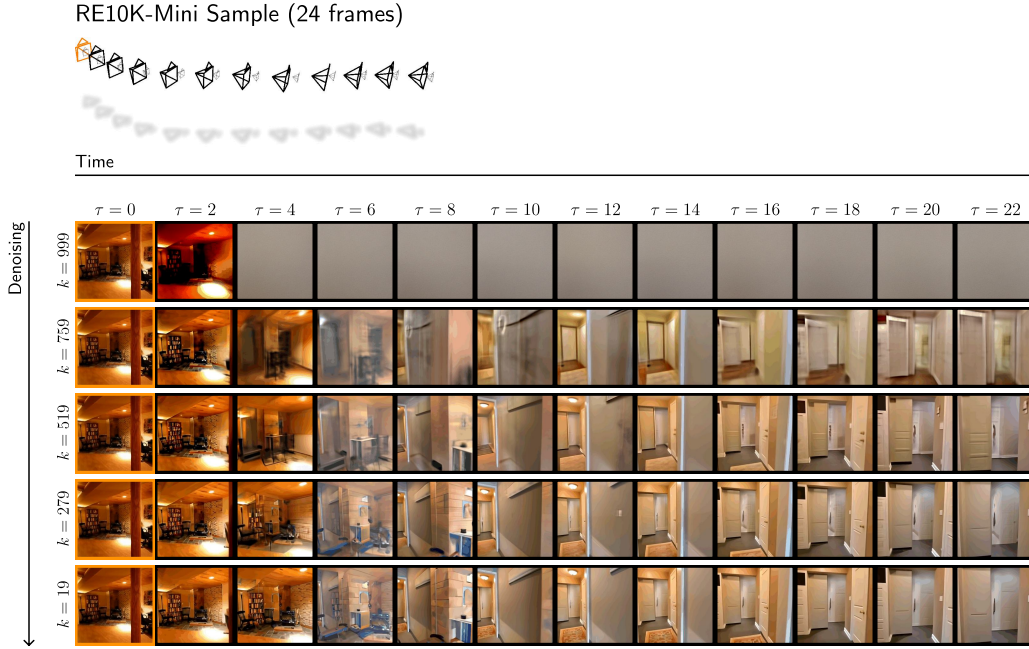 RE10K-Mini Sample (24 frames)
Time
τ = 0 τ = 2 τ = 4 τ = 6 τ = 8 τ = 10 τ = 12 τ = 14 τ = 16 τ = 18 τ = 20 τ = 22
Denoising
k = 999
k = 759
k = 519
k = 279
k = 19